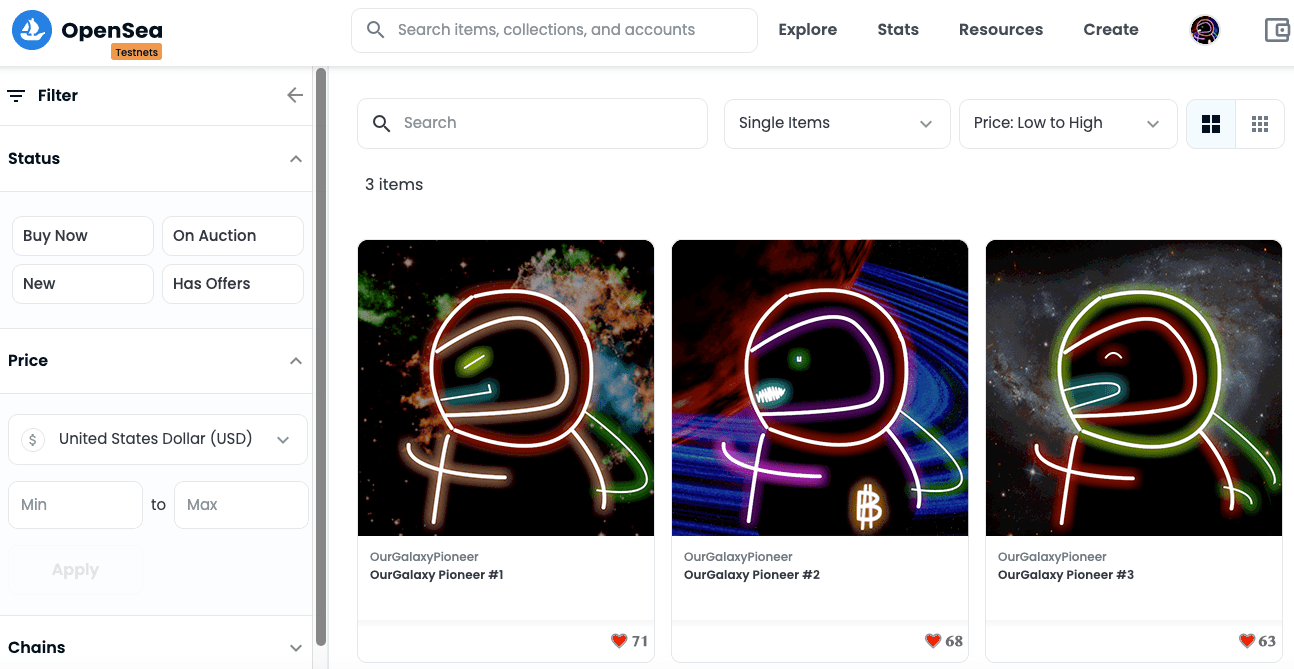 OpenSea
Testnets
Search items, collections, and accounts
Explore
Stats
Resources
Create
Filter
Status
Buy Now
On Auction
New
Has Offers
Price
$
United States Dollar (USD)
Min
to
Max
Apply
Chains
Search
Single Items
Price: Low to High
3 items
OurGalaxyPioneer
OurGalaxy Pioneer #1
71
OurGalaxyPioneer
OurGalaxy Pioneer #2
68
OurGalaxyPioneer
OurGalaxy Pioneer #3
63